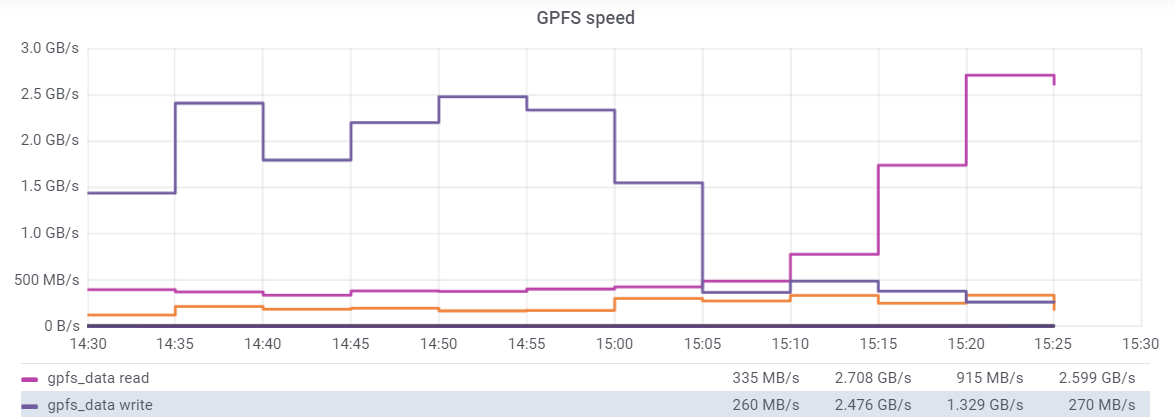 GPFS speed
3.0 GB/s
2.5 GB/s
2.0 GB/s
1.5 GB/s
1.0 GB/s
500 MB/s
0 B/s
14:30 14:35 14:40 14:45 14:50 14:55 15:00 15:05 15:10 15:15 15:20 15:25 15:30
gpfs_data read 335 MB/s 2.708 GB/s 915 MB/s 2.599 GB/s
gpfs_data write 260 MB/s 2.476 GB/s 1.329 GB/s 270 MB/s